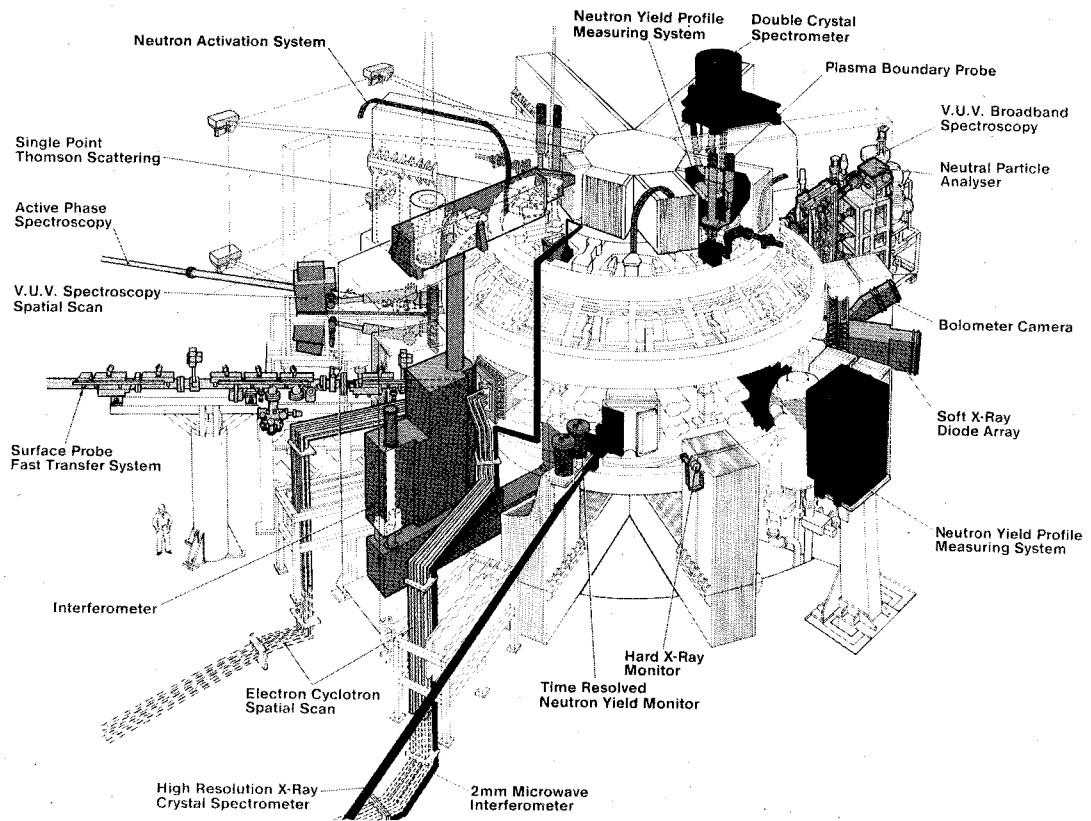 Neutron Activation System
Neutron Yield Profile
Measuring System
Double Crystal
Spectrometer
Plasma Boundary Probe
V.U.V. Broadband
Spectroscopy
Single Point
Thomson Scattering
Neutral Particle
Analyser
Active Phase
Spectroscopy
V.U.V. Spectroscopy
Spatial Scan
Bolometer Camera
Soft X-Ray
Diode Array
Surface Probe
Fast Transfer System
Neutron Yield Profile
Measuring System
Interferometer
Hard X-Ray
Monitor
Electron Cyclotron
Spatial Scan
Time Resolved
Neutron Yield Monitor
High Resolution X-Ray
Crystal Spectrometer
2mm Microwave
Interferometer